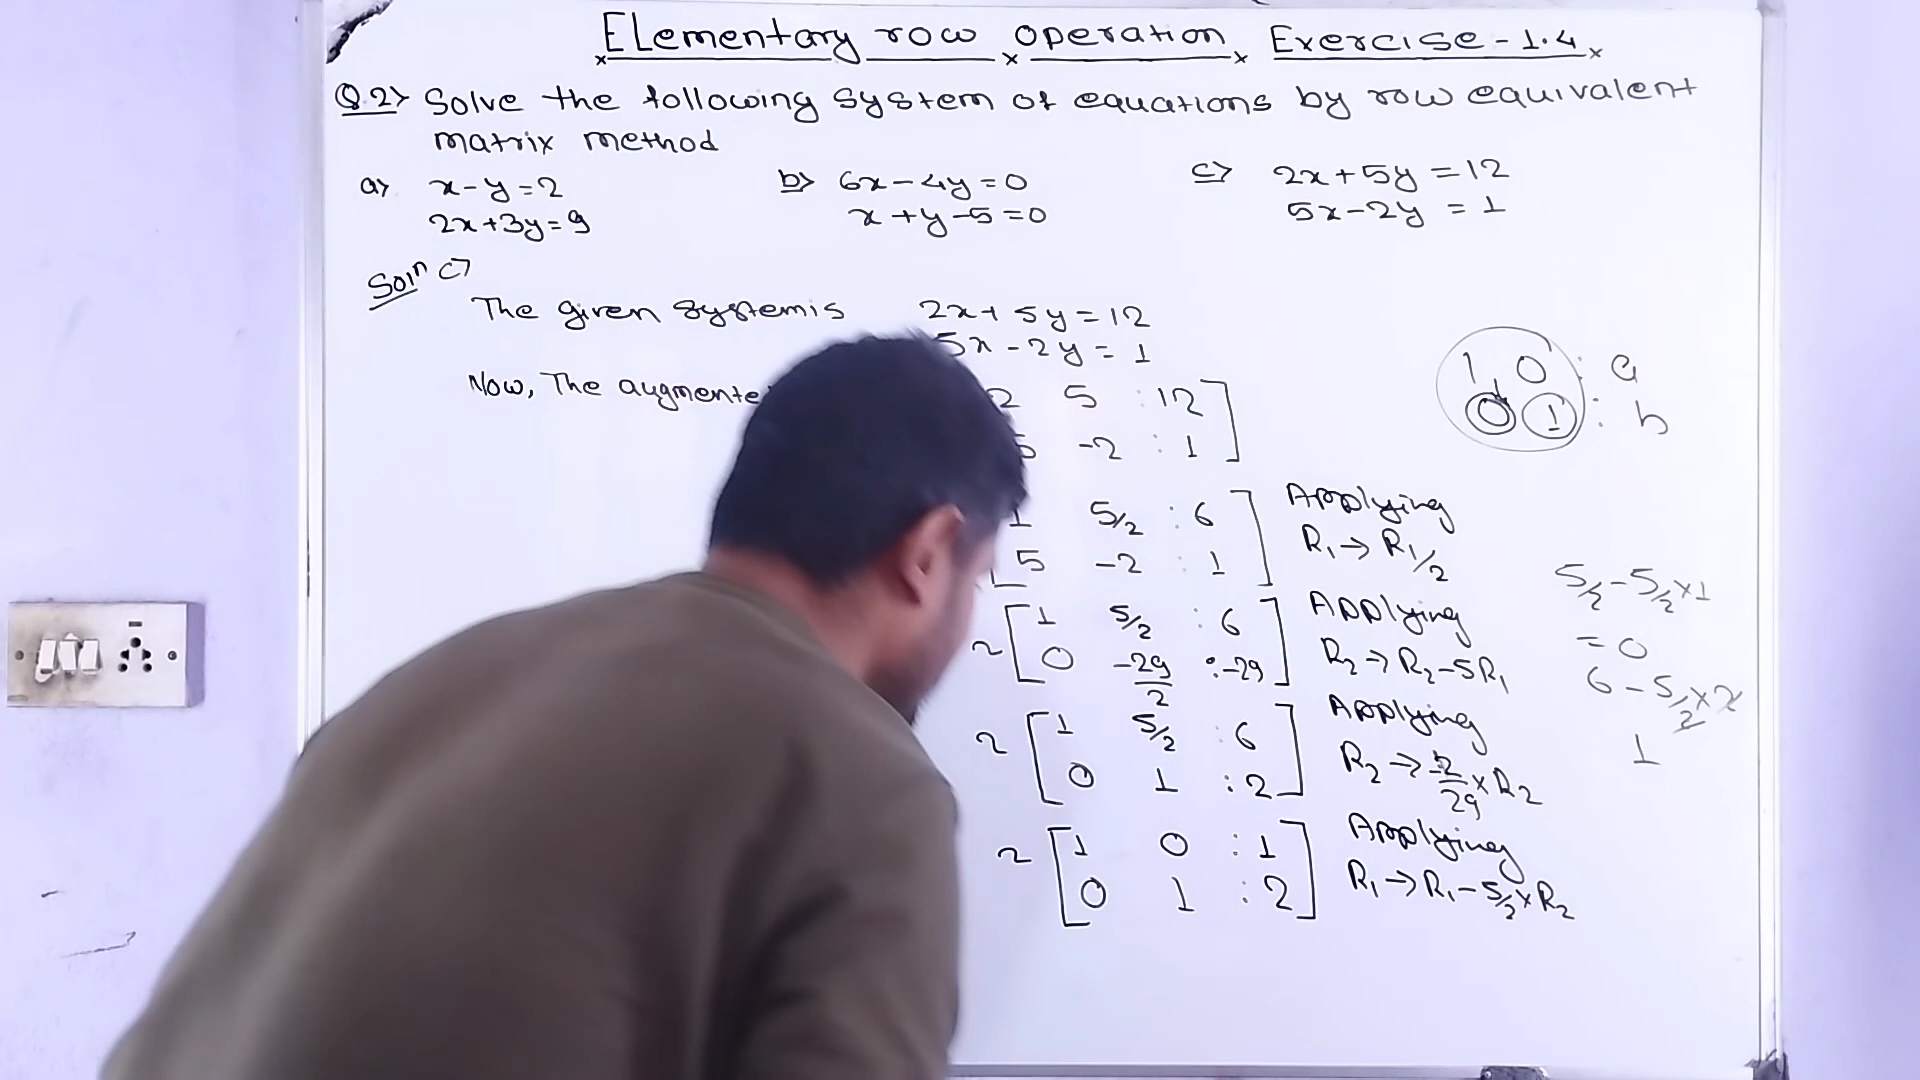 Elementary row operation Exercise-1.4
Q.2> Solve the following system of equations by row equivalent
matrix method
a> x-y=2
2x+3y=9
b> 6x-4y=0
x+y-5=0
c> 2x+5y=12
5x-2y=1
Soln c>
The given system is 2x+5y=12
5x-2y=1
Now, The augmente
2 5 :12]
5 -2 :1]
1 5/2 :6]
5 -2 :1]
Applying
R₁→R₁/2
~[1 5/2 :6]
[0 -29/2 :-29]
Applying
R₂→R₂-5R₁
~[1 5/2 :6]
[0 1 :2]
Applying
R₂→-2/29×R₂
~[1 0 :1]
[0 1 :2]
Applying
R₁→R₁-5/2×R₂
1 0 : a
0 1 : b
5/2-5/2×1
=0
6-5/2×2
1